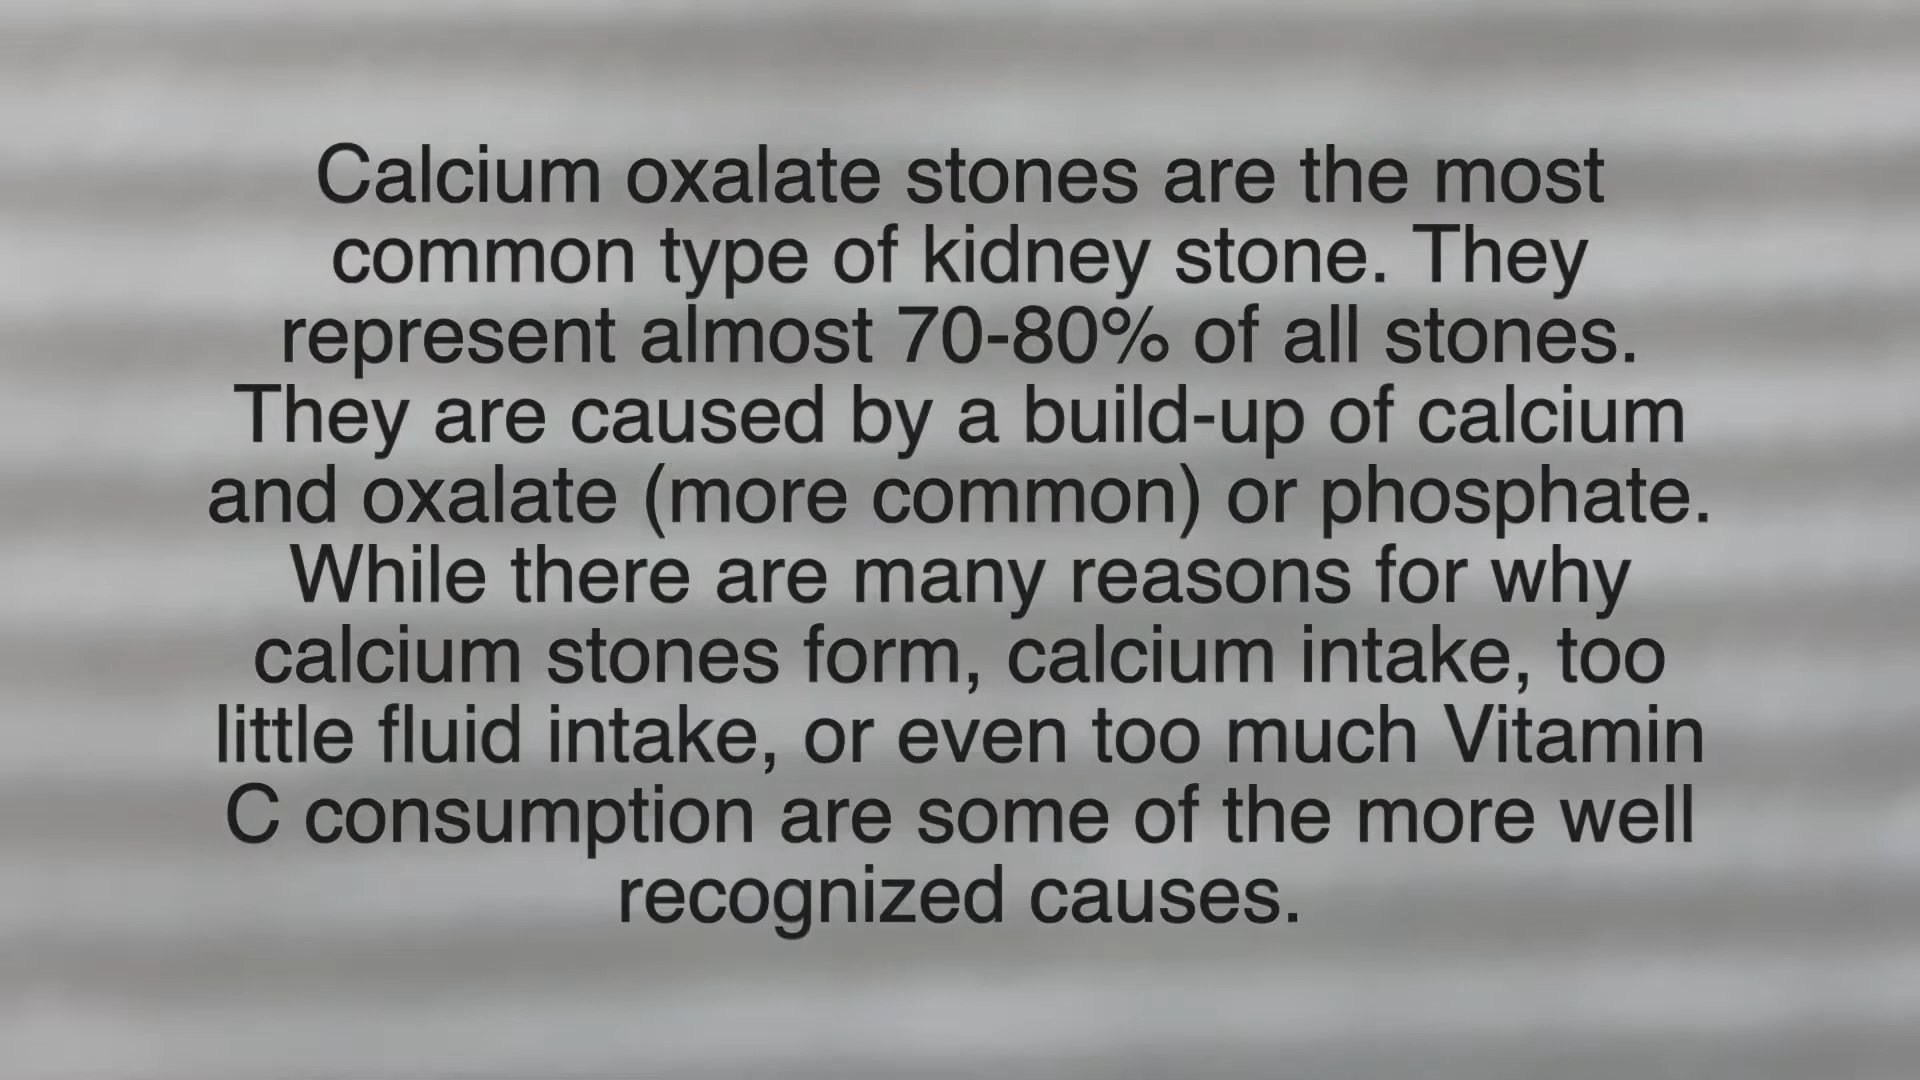 Calcium oxalate stones are the most
common type of kidney stone. They
represent almost 70-80% of all stones.
They are caused by a build-up of calcium
and oxalate (more common) or phosphate.
While there are many reasons for why
calcium stones form, calcium intake, too
little fluid intake, or even too much Vitamin
C consumption are some of the more well
recognized causes.